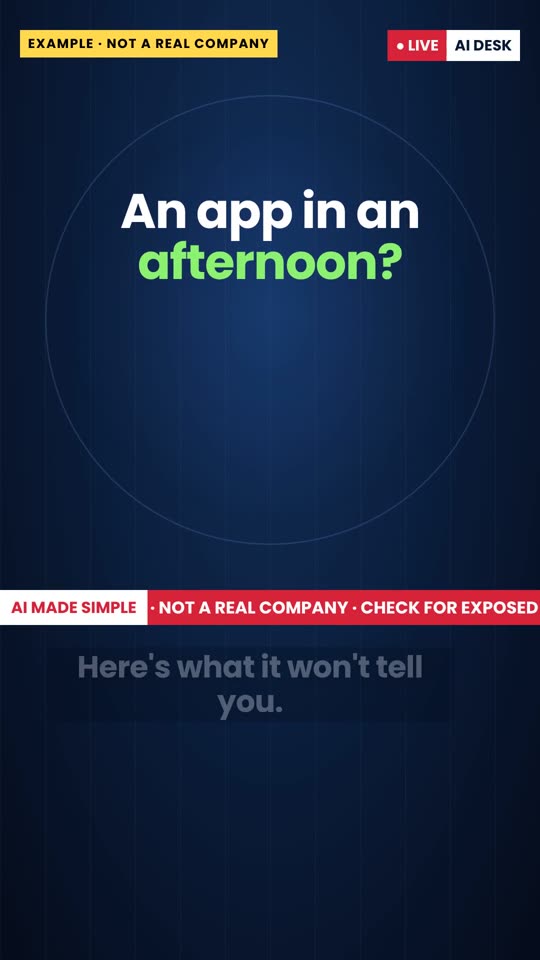 EXAMPLE · NOT A REAL COMPANY
● LIVE AI DESK
An app in an
afternoon?
AI MADE SIMPLE · NOT A REAL COMPANY · CHECK FOR EXPOSED
Here's what it won't tell
you.